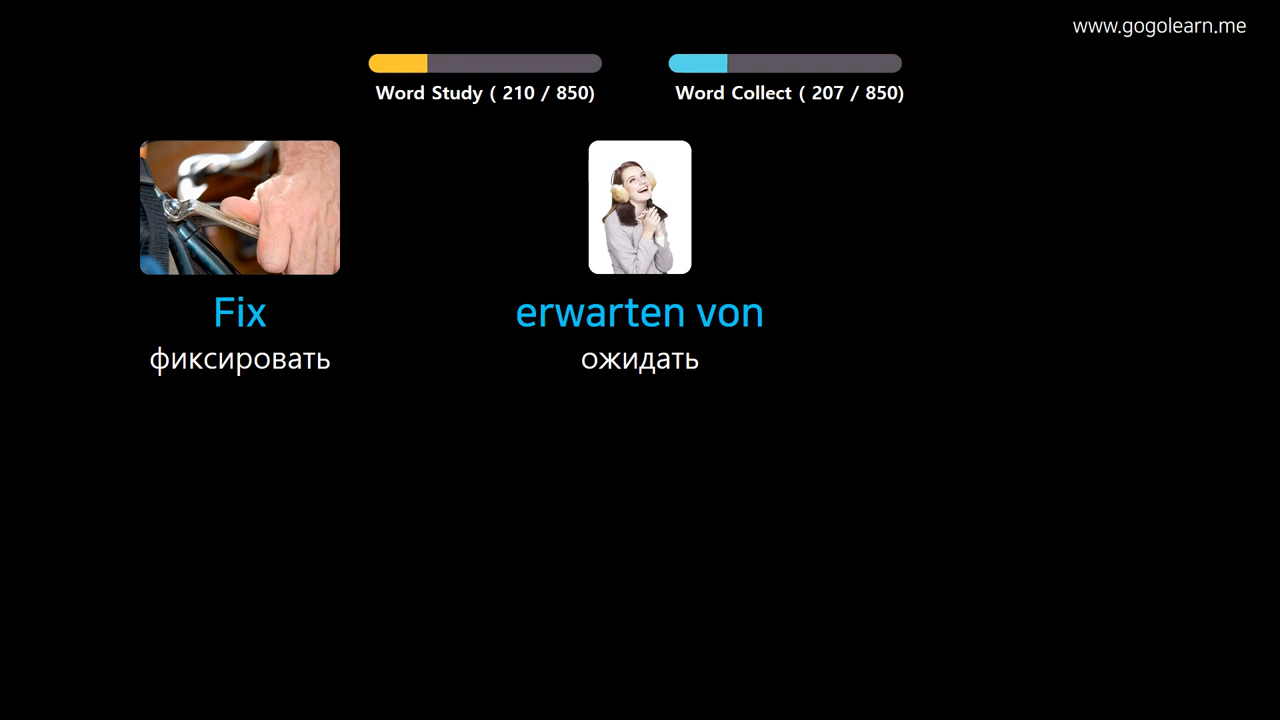 www.gogolearn.me
Word Study ( 210 / 850)
Word Collect ( 207 / 850)
Fix
фиксировать
erwarten von
ожидать